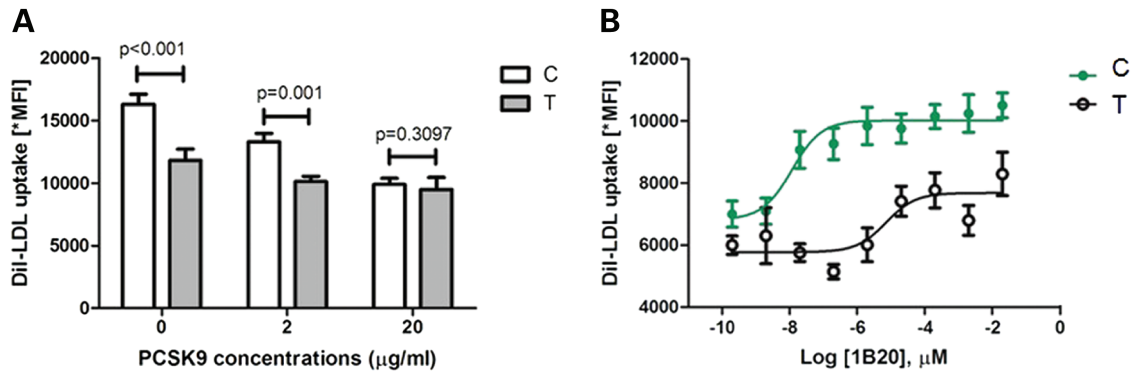 A
B
DiI-LDL uptake [*MFI]
20000
15000
10000
5000
0
p<0.001
p=0.001
p=0.3097
C
T
0
2
20
PCSK9 concentrations (μg/ml)
DiI-LDL uptake [*MFI]
12000
10000
8000
6000
4000
C
T
-10
-8
-6
-4
-2
0
Log [1B20], μM